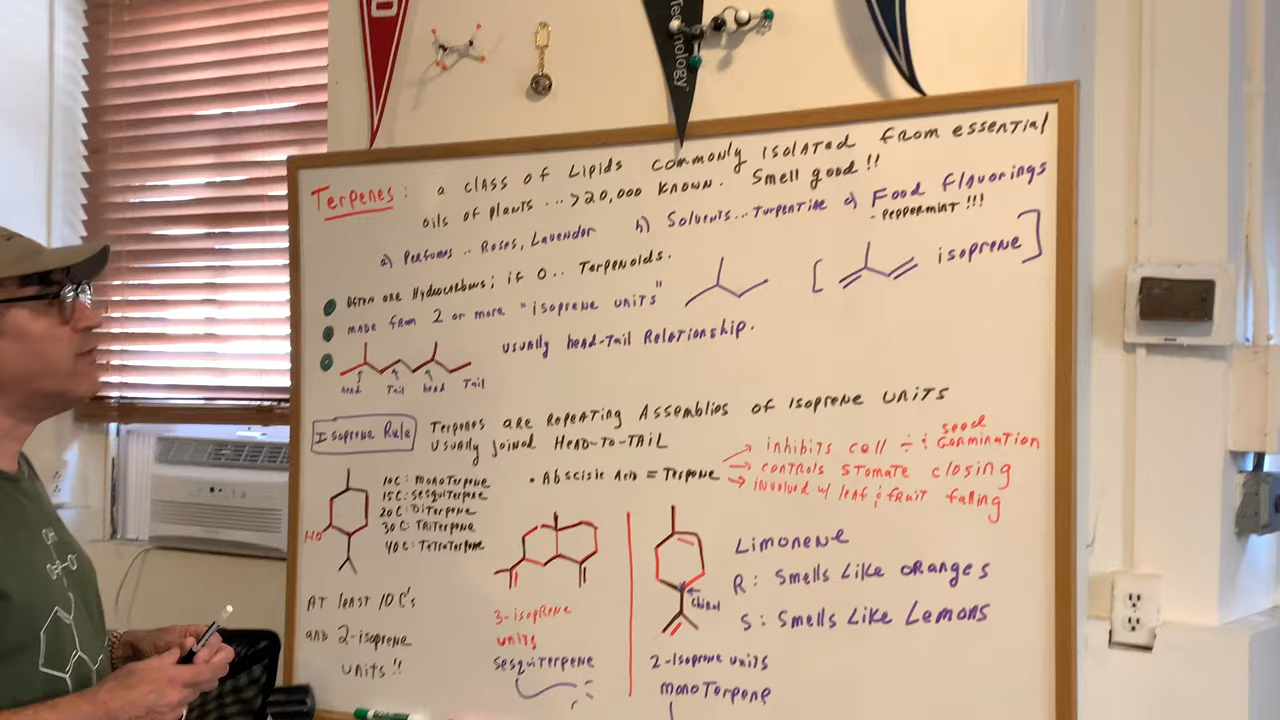 Technology
Terpenes: a class of Lipids commonly isolated from essential
oils of plants ... >20,000 known. Smell good!!
a) Perfumes .. Roses, Lavender b) Solvents... Turpentine c) Food flavorings
- PEPPERMINT !!!
Often are Hydrocarbons; if O.. Terpenoids.
made from 2 or more "isoprene units" [ isoprene ]
usually head-Tail Relationship.
head Tail head Tail
Isoprene Rule
Terpenes are Repeating Assemblies of Isoprene units
usually joined HEAD-TO-TAIL
• Abscisic Acid = Terpene
→ inhibits cell ÷ & seed Germination
→ controls stomate closing
→ involved w/ leaf & fruit falling
HO
10C: monoTerpene
15C: sesquiTerpene
20C: DiTerpene
30C: TriTerpene
40C: TetraTerpene
AT least 10 C's
and 2-isoprene
units!!
3-isoprene
units
sesquiTerpene
chiral
Limonene
R: Smells Like oranges
S: Smells Like Lemons
2-Isoprene units
monoTerpene